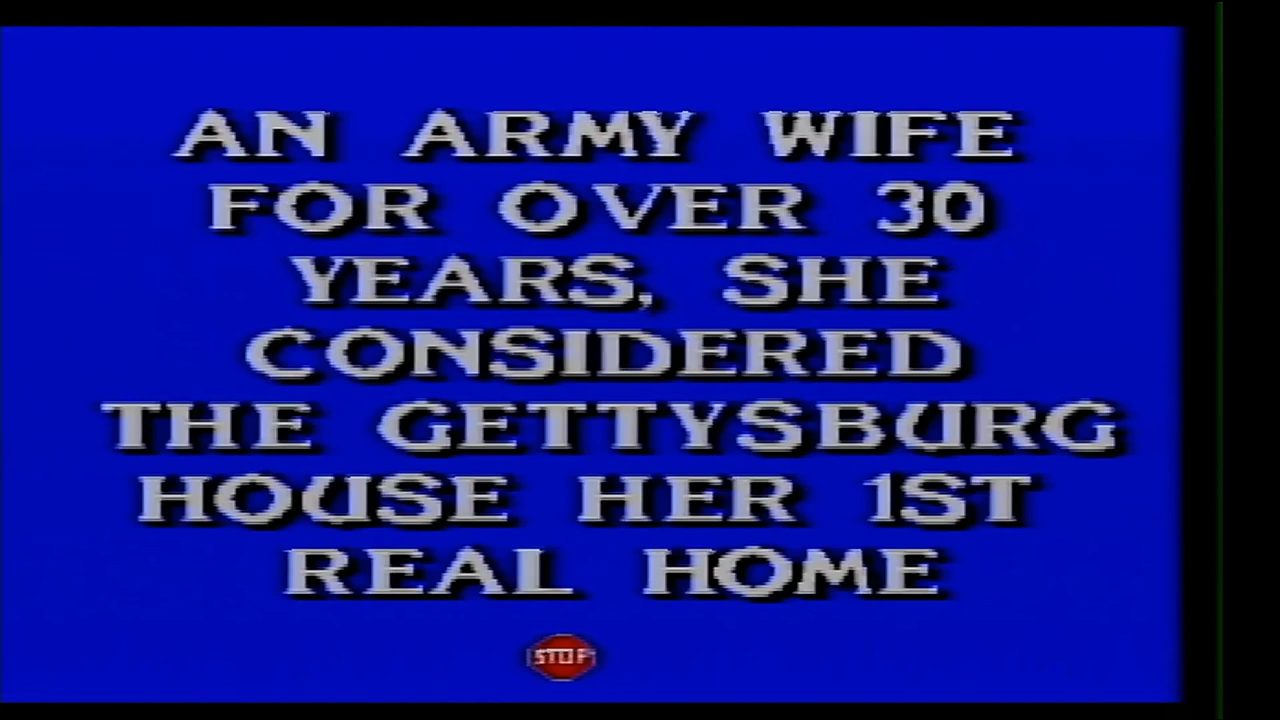 AN ARMY WIFE
FOR OVER 30
YEARS, SHE
CONSIDERED
THE GETTYSBURG
HOUSE HER 1ST
REAL HOME
STOP